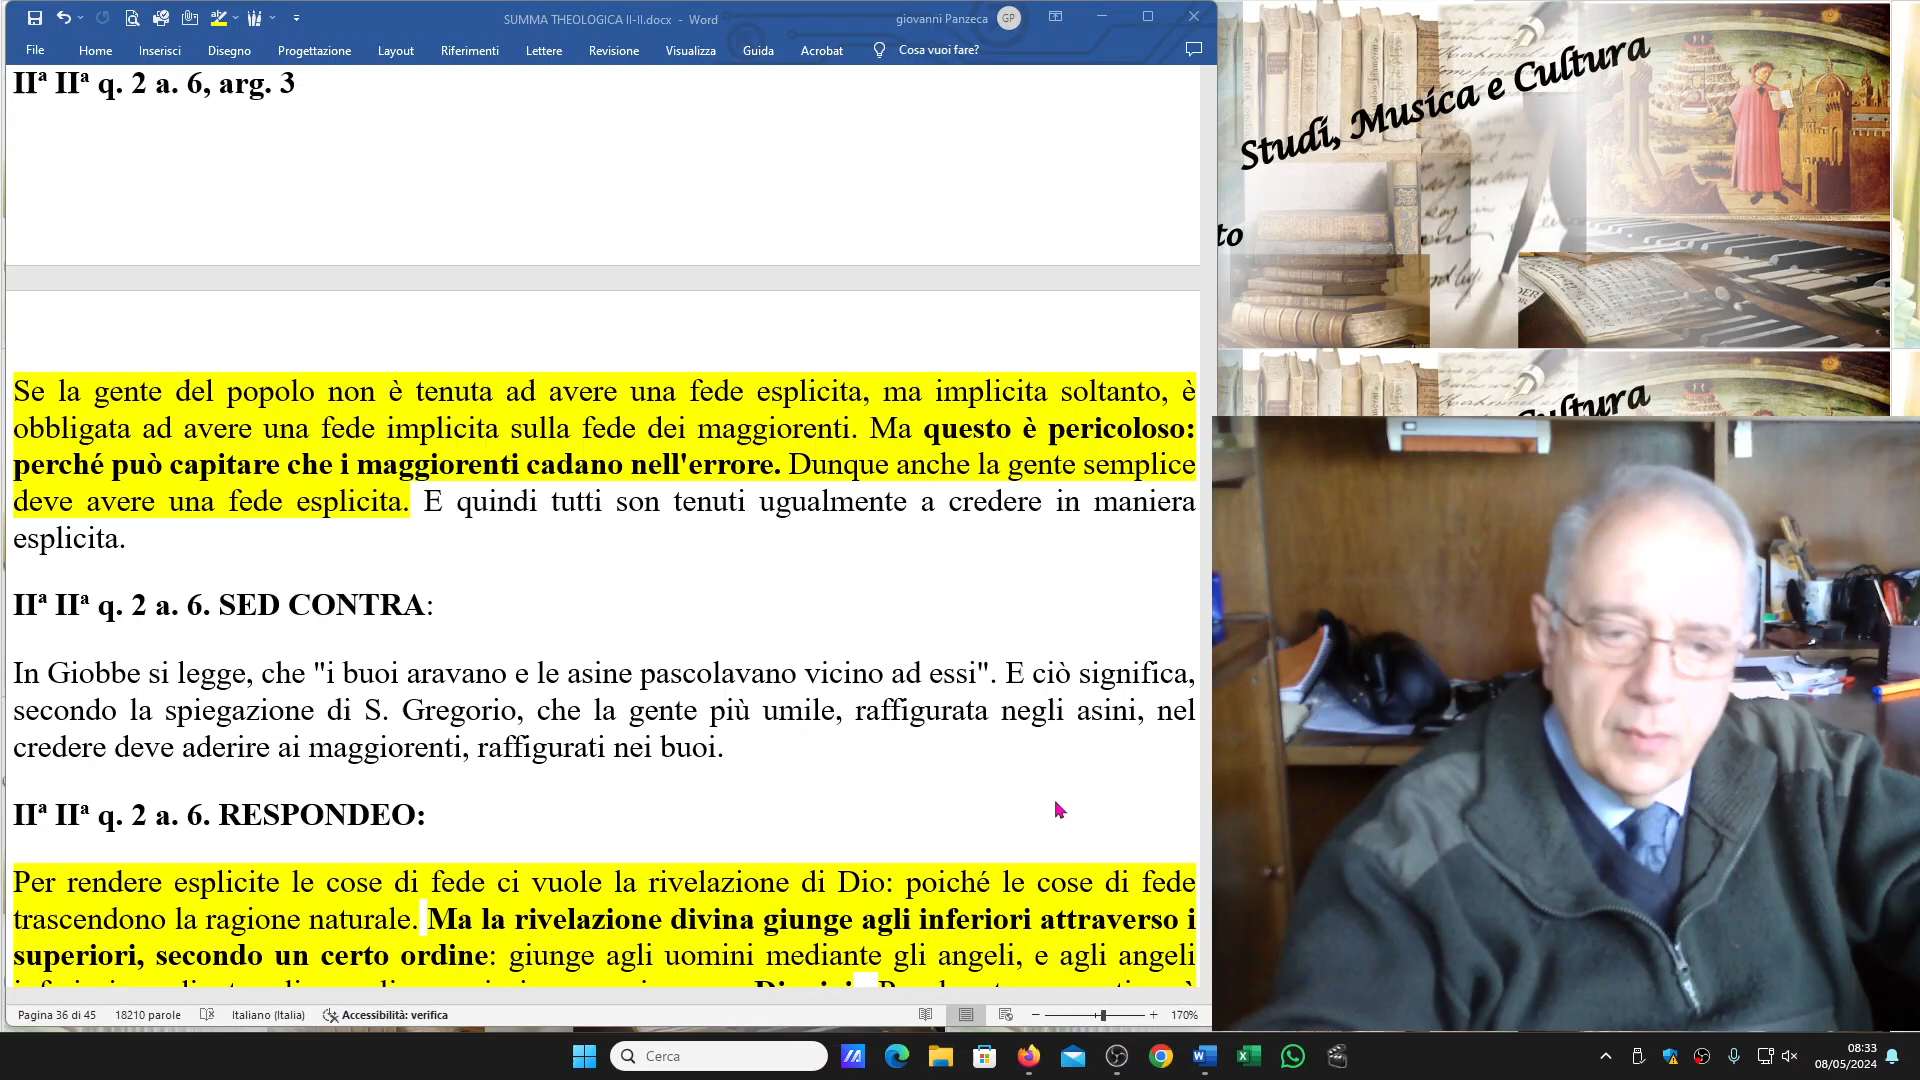 SUMMA THEOLOGICA II-II.docx - Word
giovanni Panzeca
GP
File Home Inserisci Disegno Progettazione Layout Riferimenti Lettere Revisione Visualizza Guida Acrobat Cosa vuoi fare?
IIª IIª q. 2 a. 6, arg. 3
Se la gente del popolo non è tenuta ad avere una fede esplicita, ma implicita soltanto, è
obbligata ad avere una fede implicita sulla fede dei maggiorenti. Ma questo è pericoloso:
perché può capitare che i maggiorenti cadano nell'errore. Dunque anche la gente semplice
deve avere una fede esplicita. E quindi tutti son tenuti ugualmente a credere in maniera
esplicita.
IIª IIª q. 2 a. 6. SED CONTRA:
In Giobbe si legge, che "i buoi aravano e le asine pascolavano vicino ad essi". E ciò significa,
secondo la spiegazione di S. Gregorio, che la gente più umile, raffigurata negli asini, nel
credere deve aderire ai maggiorenti, raffigurati nei buoi.
IIª IIª q. 2 a. 6. RESPONDEO:
Per rendere esplicite le cose di fede ci vuole la rivelazione di Dio: poiché le cose di fede
trascendono la ragione naturale. Ma la rivelazione divina giunge agli inferiori attraverso i
superiori, secondo un certo ordine: giunge agli uomini mediante gli angeli, e agli angeli
Pagina 36 di 45 18210 parole Italiano (Italia) Accessibilità: verifica 170%
Studi, Musica e Cultura
to
Cultura
Cerca
08:33
08/05/2024